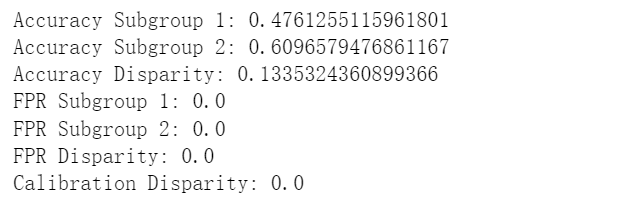 Accuracy Subgroup 1: 0.4761255115961801
Accuracy Subgroup 2: 0.6096579476861167
Accuracy Disparity: 0.1335324360899366
FPR Subgroup 1: 0.0
FPR Subgroup 2: 0.0
FPR Disparity: 0.0
Calibration Disparity: 0.0